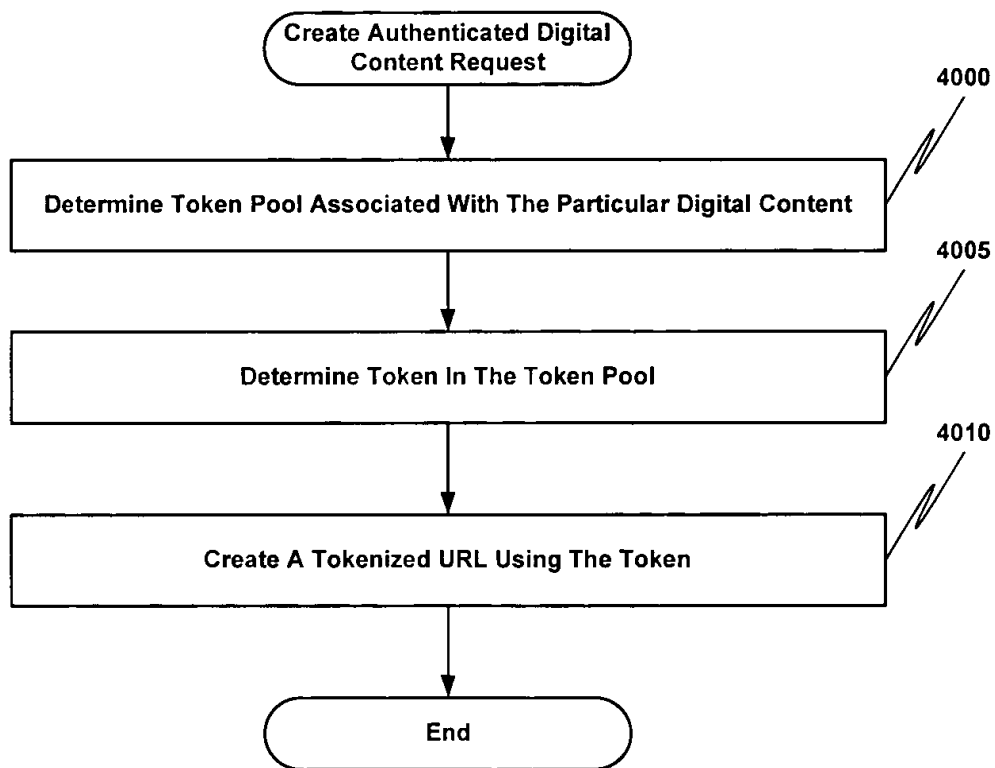 Create Authenticated Digital
Content Request
4000
Determine Token Pool Associated With The Particular Digital Content
4005
Determine Token In The Token Pool
4010
Create A Tokenized URL Using The Token
End